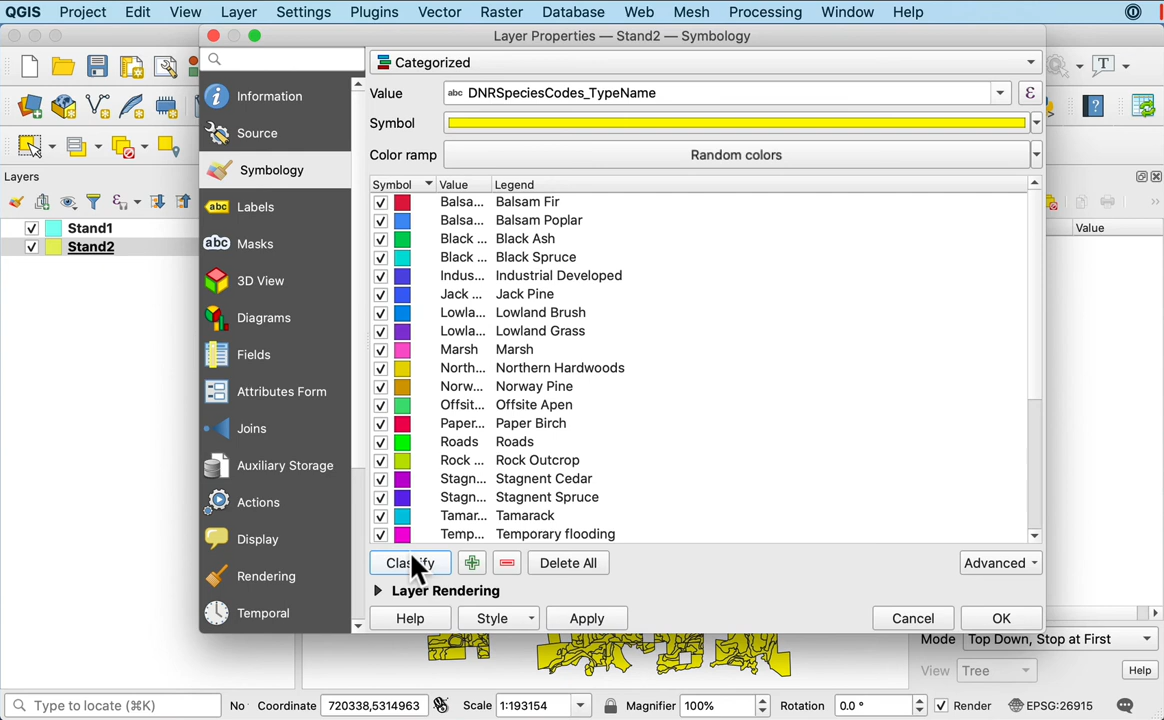 QGIS Project Edit View Layer Settings Plugins Vector Raster Database Web Mesh Processing Window Help
Layer Properties — Stand2 — Symbology
Categorized
Information
Value abc DNRSpeciesCodes_TypeName ε
Symbol
Source
Color ramp Random colors
Symbology
Layers
Symbol Value Legend
Balsa... Balsam Fir
abc Labels
Balsa... Balsam Poplar
Stand1
Value
Black ... Black Ash
abc Masks
Stand2
Black ... Black Spruce
Indus... Industrial Developed
3D View
Jack ... Jack Pine
Lowla... Lowland Brush
Diagrams
Lowla... Lowland Grass
Marsh Marsh
Fields
North... Northern Hardwoods
Norw... Norway Pine
Attributes Form
Offsit... Offsite Apen
Paper... Paper Birch
Joins
Roads Roads
Rock ... Rock Outcrop
Auxiliary Storage
Stagn... Stagnent Cedar
Stagn... Stagnent Spruce
Actions
Tamar... Tamarack
Temp... Temporary flooding
Display
Classify Delete All Advanced
Rendering
Layer Rendering
Temporal
Help Style Apply Cancel OK
Mode Top Down, Stop at First
View Tree Help
Type to locate (⌘K) No Coordinate 720338,5314963 Scale 1:193154 Magnifier 100% Rotation 0.0 ° Render EPSG:26915